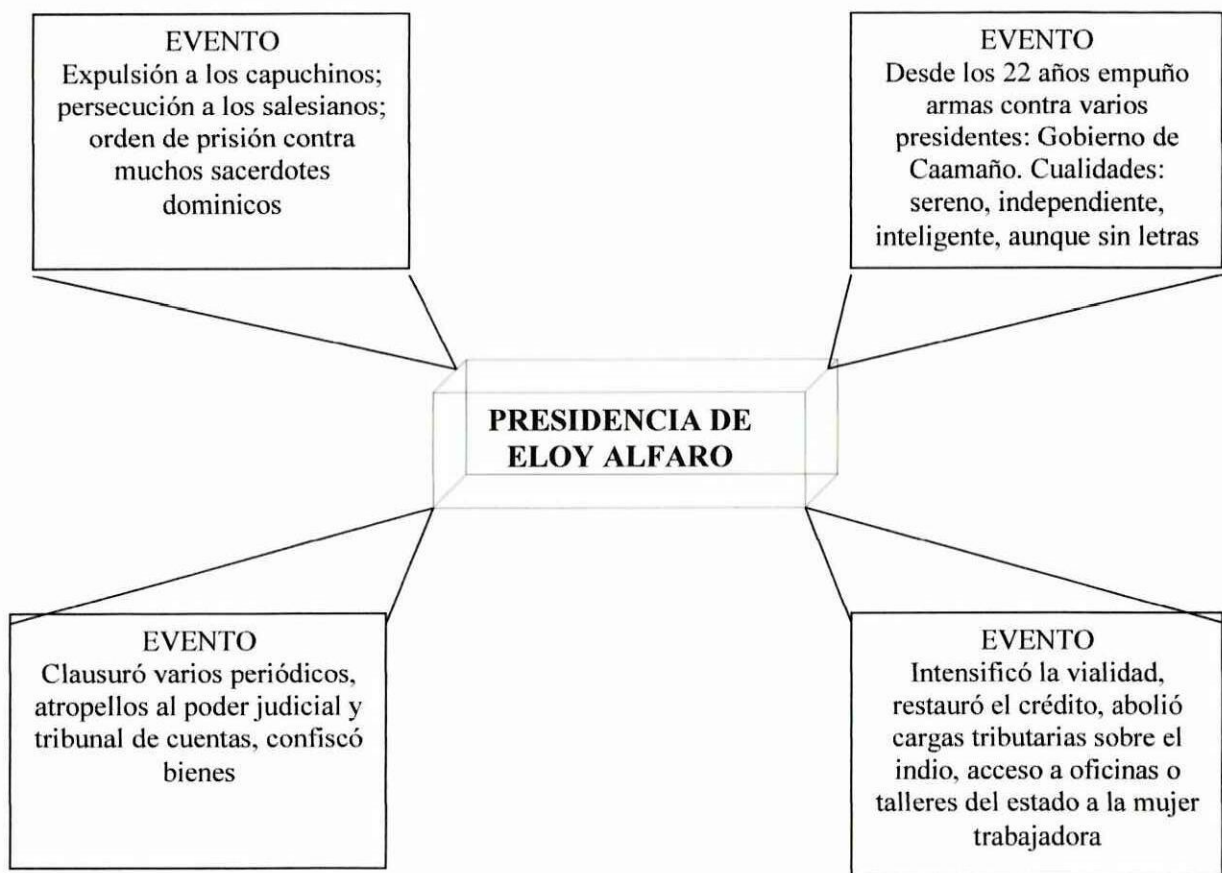 EVENTO
Expulsión a los capuchinos;
persecución a los salesianos;
orden de prisión contra
muchos sacerdotes
dominicos
EVENTO
Desde los 22 años empuño
armas contra varios
presidentes: Gobierno de
Caamaño. Cualidades:
sereno, independiente,
inteligente, aunque sin letras
PRESIDENCIA DE
ELOY ALFARO
EVENTO
Clausuró varios periódicos,
atropellos al poder judicial y
tribunal de cuentas, confiscó
bienes
EVENTO
Intensificó la vialidad,
restauró el crédito, abolió
cargas tributarias sobre el
indio, acceso a oficinas o
talleres del estado a la mujer
trabajadora